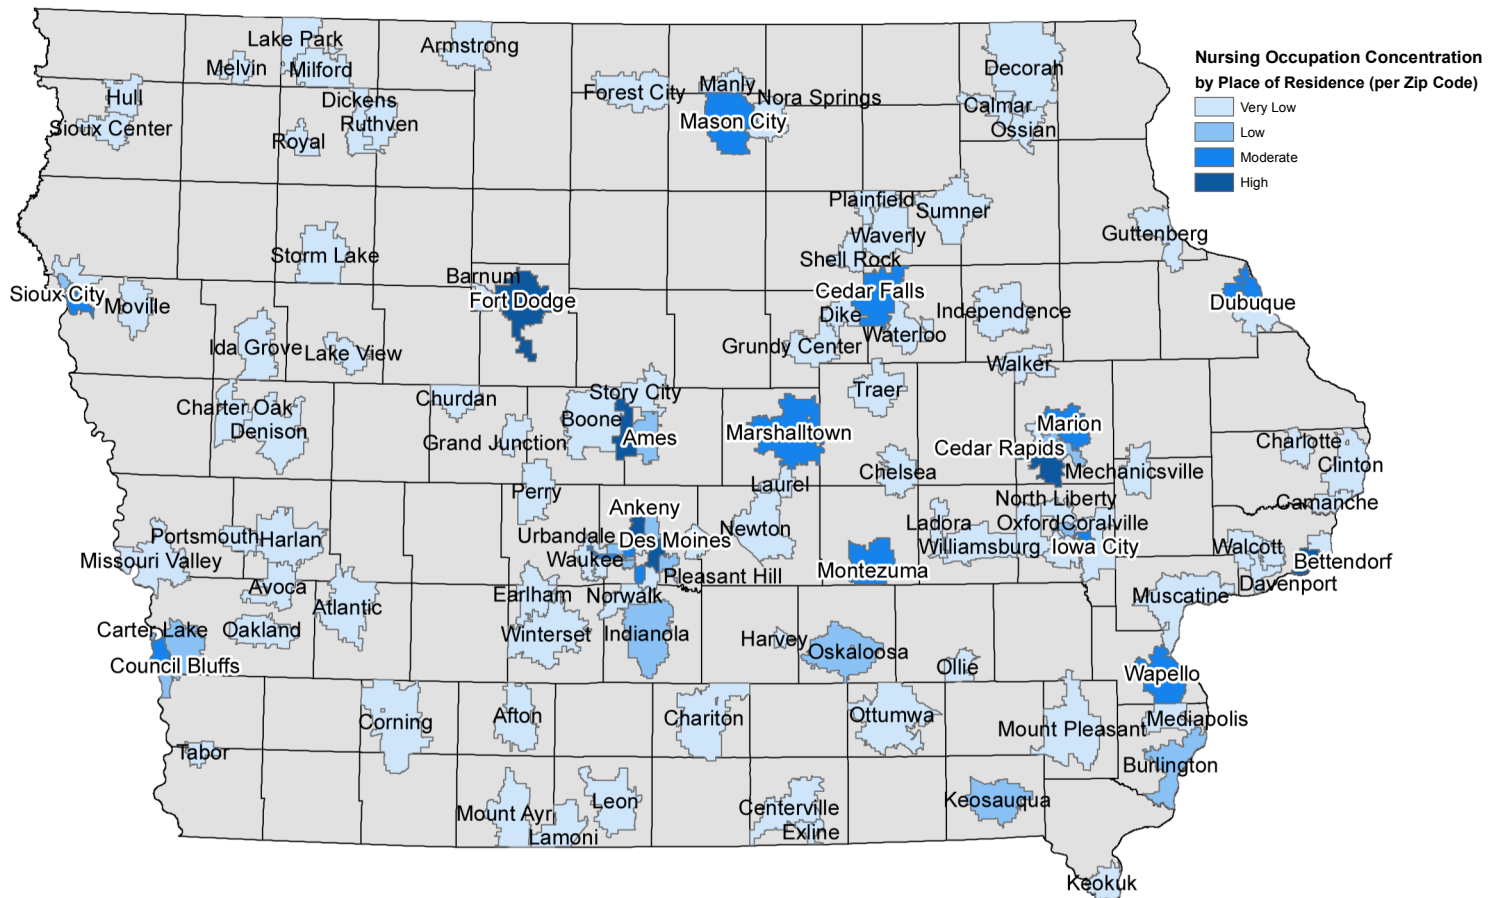 Nursing Occupation Concentration
by Place of Residence (per Zip Code)
Very Low
Low
Moderate
High
Lake Park
Armstrong
Melvin
Milford
Decorah
Hull
Dickens
Forest City
Manly
Nora Springs
Calmar
Sioux Center
Royal
Ruthven
Mason City
Ossian
Plainfield
Sumner
Waverly
Guttenberg
Storm Lake
Shell Rock
Barnum
Sioux City
Moville
Fort Dodge
Cedar Falls
Dike
Independence
Dubuque
Waterloo
Ida Grove
Lake View
Grundy Center
Walker
Story City
Traer
Charter Oak
Churdan
Boone
Denison
Grand Junction
Ames
Marshalltown
Marion
Cedar Rapids
Charlotte
Chelsea
Mechanicsville
Clinton
Perry
Laurel
North Liberty
Camanche
Ankeny
Portsmouth
Harlan
Urbandale
Des Moines
Newton
Ladora
Oxford
Coralville
Missouri Valley
Waukee
Williamsburg
Iowa City
Walcott
Bettendorf
Montezuma
Pleasant Hill
Davenport
Avoca
Atlantic
Earlham
Norwalk
Muscatine
Carter Lake
Oakland
Winterset
Indianola
Harvey
Oskaloosa
Council Bluffs
Ollie
Wapello
Corning
Afton
Chariton
Ottumwa
Mount Pleasant
Mediapolis
Tabor
Burlington
Mount Ayr
Leon
Centerville
Keosauqua
Lamoni
Exline
Keokuk